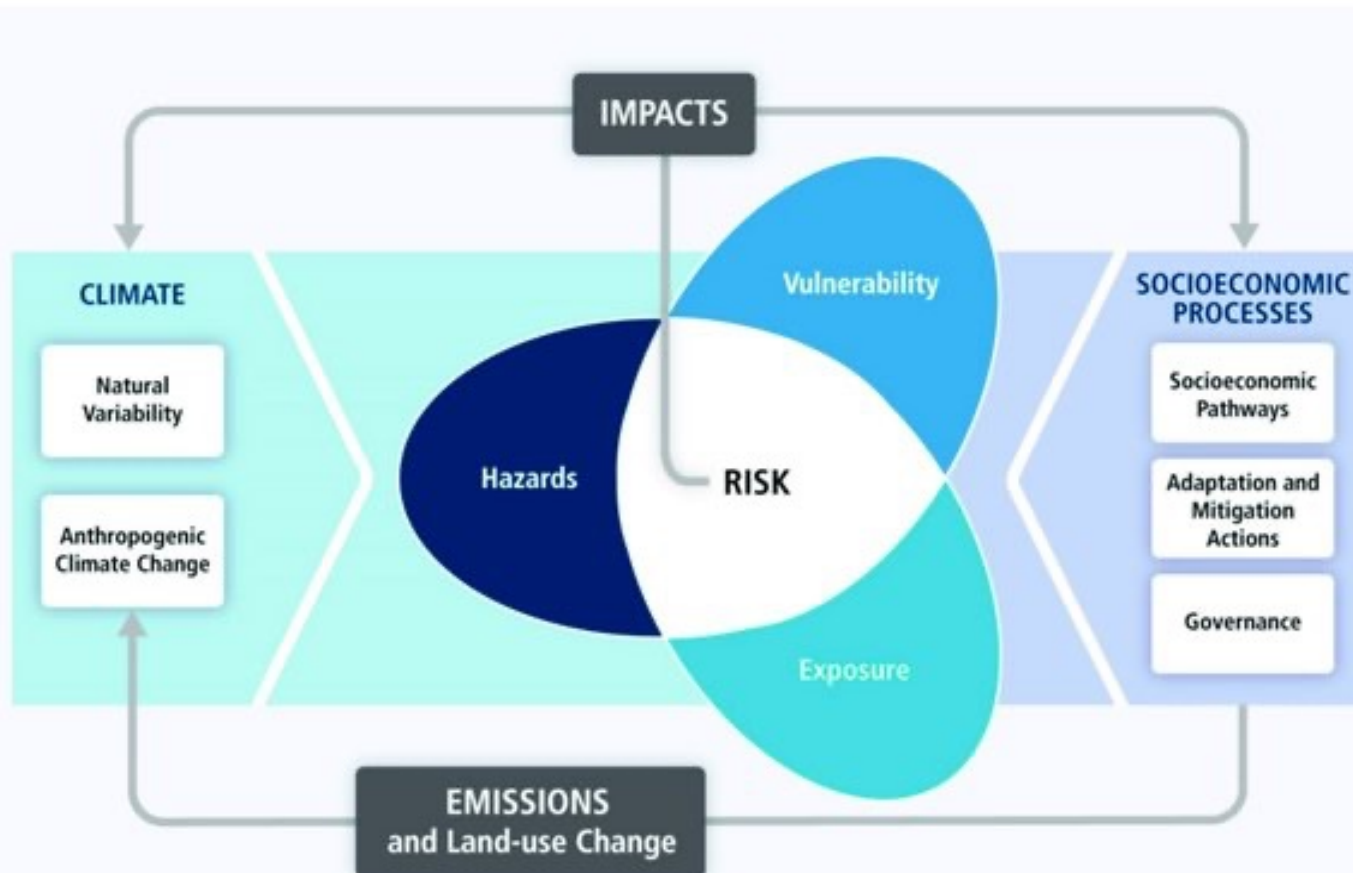 IMPACTS
CLIMATE
Natural
Variability
Anthropogenic
Climate Change
Vulnerability
Hazards
RISK
Exposure
SOCIOECONOMIC
PROCESSES
Socioeconomic
Pathways
Adaptation and
Mitigation
Actions
Governance
EMISSIONS
and Land-use Change